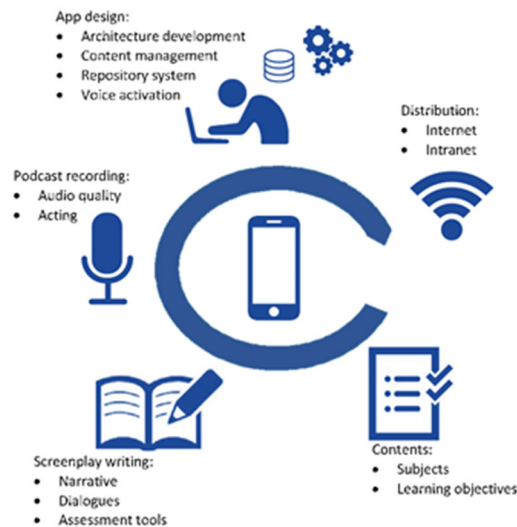 App design:
• Architecture development
• Content management
• Repository system
• Voice activation
Distribution:
• Internet
• Intranet
Podcast recording:
• Audio quality
• Acting
Screenplay writing:
• Narrative
• Dialogues
• Assessment tools
Contents:
• Subjects
• Learning objectives